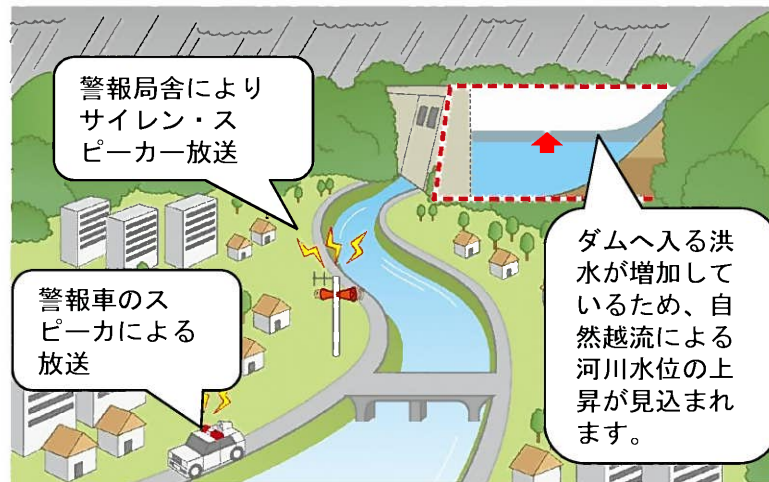 警報局舎により
サイレン・ス
ピーカー放送
警報車のス
ピーカによる
放送
ダムへ入る洪
水が増加して
いるため、自
然越流による
河川水位の上
昇が見込まれ
ます。